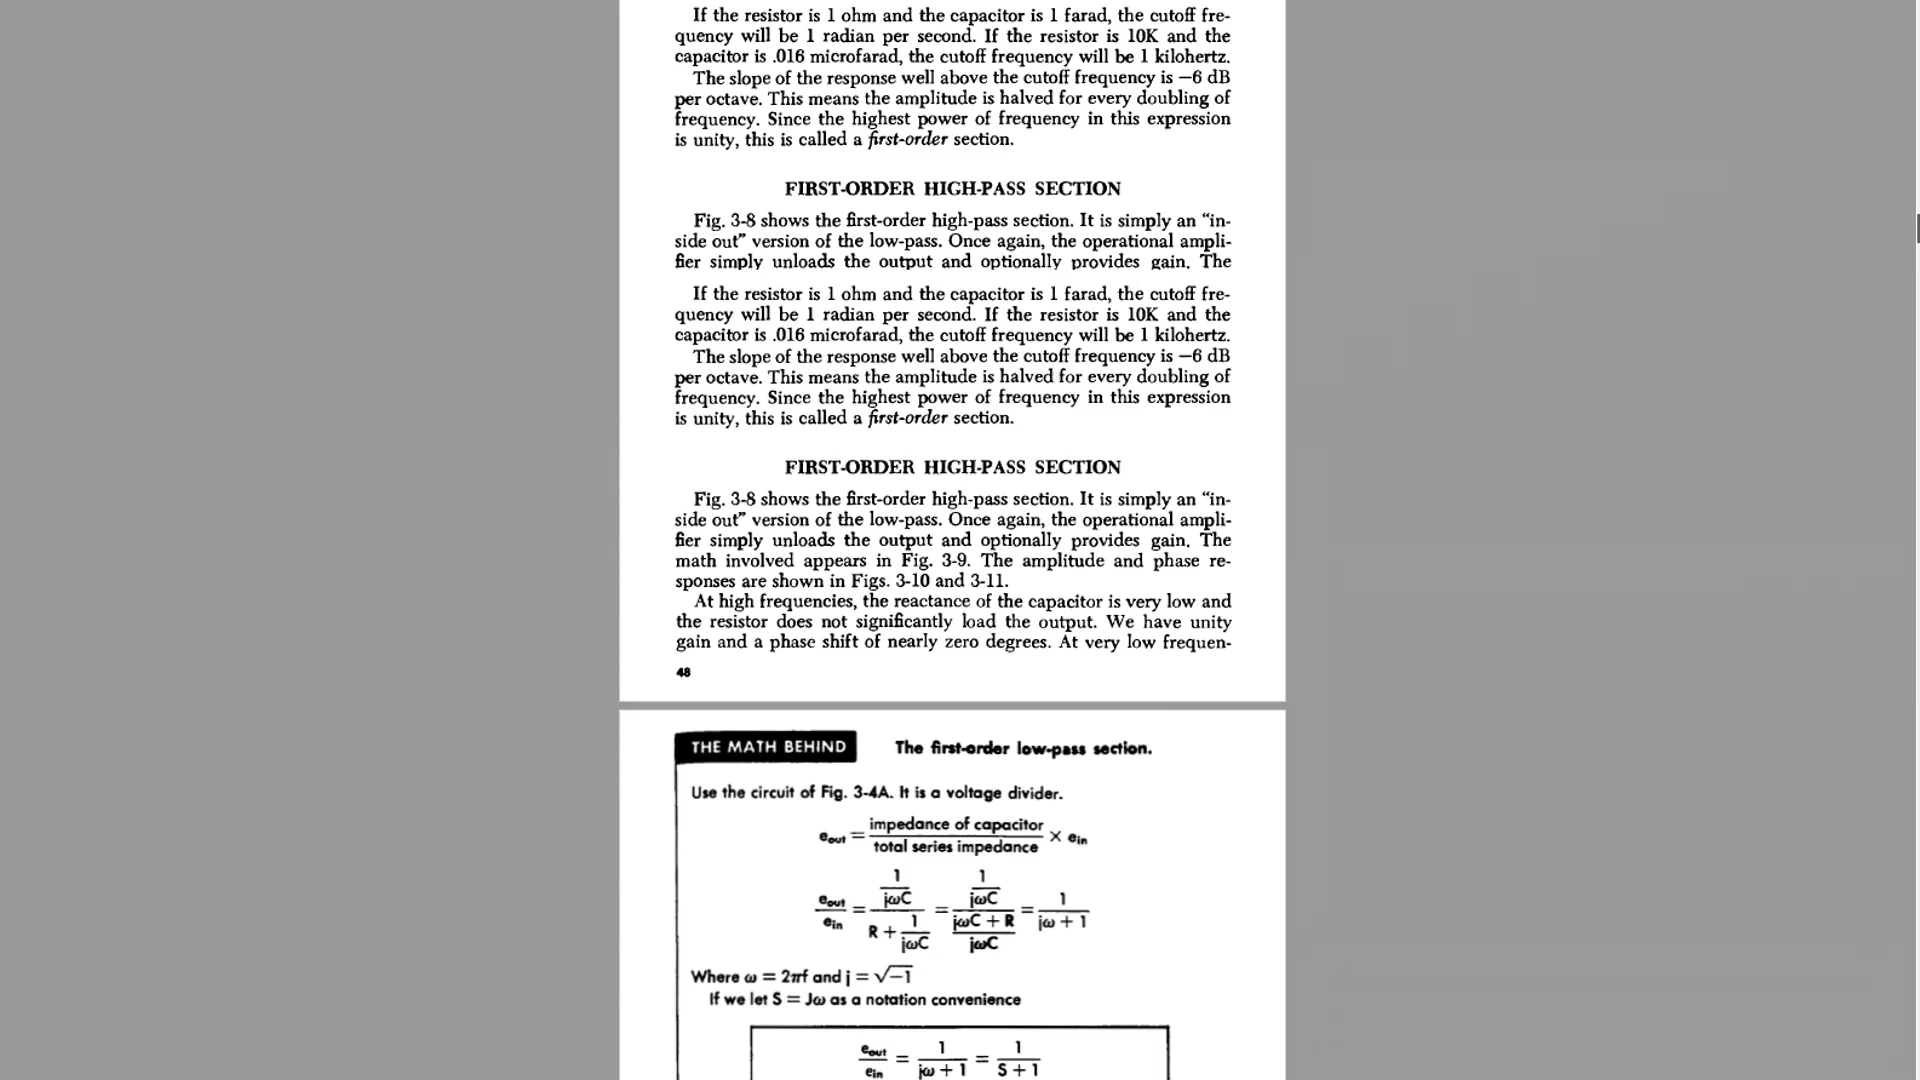 If the resistor is 1 ohm and the capacitor is 1 farad, the cutoff fre-
quency will be 1 radian per second. If the resistor is 10K and the
capacitor is .016 microfarad, the cutoff frequency will be 1 kilohertz.
The slope of the response well above the cutoff frequency is −6 dB
per octave. This means the amplitude is halved for every doubling of
frequency. Since the highest power of frequency in this expression
is unity, this is called a first-order section.
FIRST-ORDER HIGH-PASS SECTION
Fig. 3-8 shows the first-order high-pass section. It is simply an “in-
side out” version of the low-pass. Once again, the operational ampli-
fier simply unloads the output and optionally provides gain. The
If the resistor is 1 ohm and the capacitor is 1 farad, the cutoff fre-
quency will be 1 radian per second. If the resistor is 10K and the
capacitor is .016 microfarad, the cutoff frequency will be 1 kilohertz.
The slope of the response well above the cutoff frequency is −6 dB
per octave. This means the amplitude is halved for every doubling of
frequency. Since the highest power of frequency in this expression
is unity, this is called a first-order section.
FIRST-ORDER HIGH-PASS SECTION
Fig. 3-8 shows the first-order high-pass section. It is simply an “in-
side out” version of the low-pass. Once again, the operational ampli-
fier simply unloads the output and optionally provides gain. The
math involved appears in Fig. 3-9. The amplitude and phase re-
sponses are shown in Figs. 3-10 and 3-11.
At high frequencies, the reactance of the capacitor is very low and
the resistor does not significantly load the output. We have unity
gain and a phase shift of nearly zero degrees. At very low frequen-
48
THE MATH BEHIND The first-order low-pass section.
Use the circuit of Fig. 3-4A. It is a voltage divider.
e_out = impedance of capacitor / total series impedance × e_in
e_out / e_in = (1 / jωC) / (R + 1 / jωC) = (1 / jωC) / ((jωC + R) / jωC) = 1 / (jω + 1)
Where ω = 2πf and j = √−1
If we let S = Jω as a notation convenience
e_out / e_in = 1 / (jω + 1) = 1 / (S + 1)